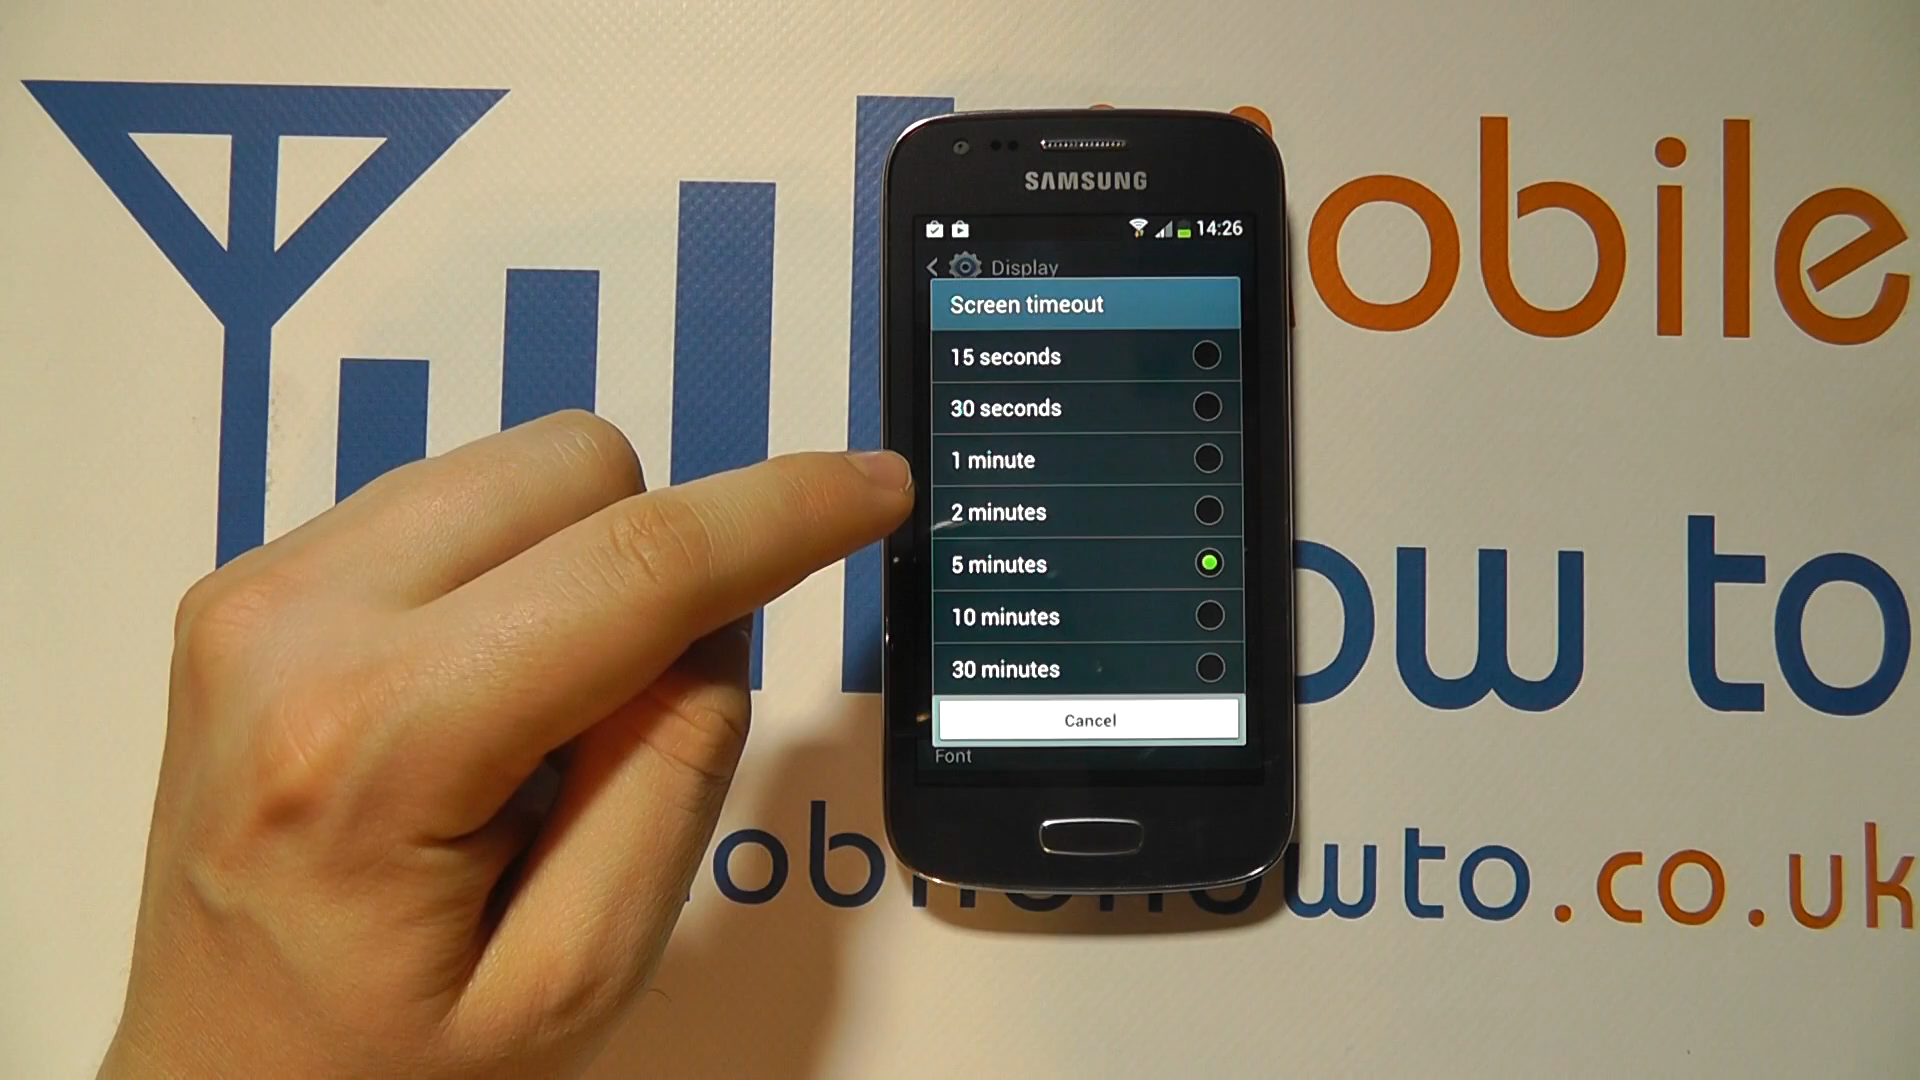 SAMSUNG
14:26
Display
Screen timeout
15 seconds
30 seconds
1 minute
2 minutes
5 minutes
10 minutes
30 minutes
Cancel
Font
obile
ow to
.co.uk